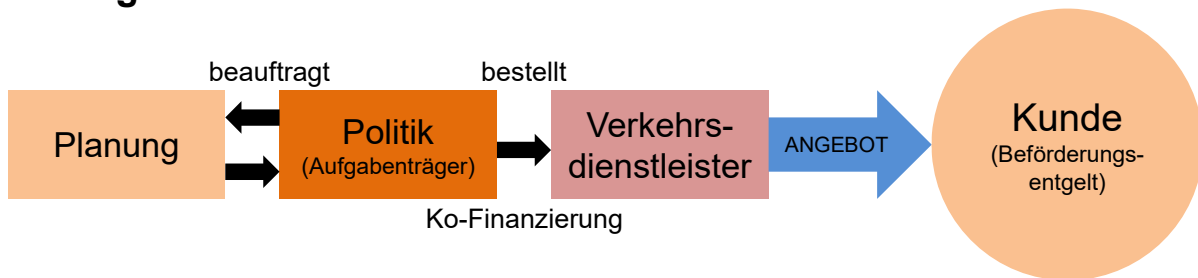 beauftragt
bestellt
Planung
Politik
(Aufgabenträger)
Verkehrs-
dienstleister
ANGEBOT
Kunde
(Beförderungs-
entgelt)
Ko-Finanzierung